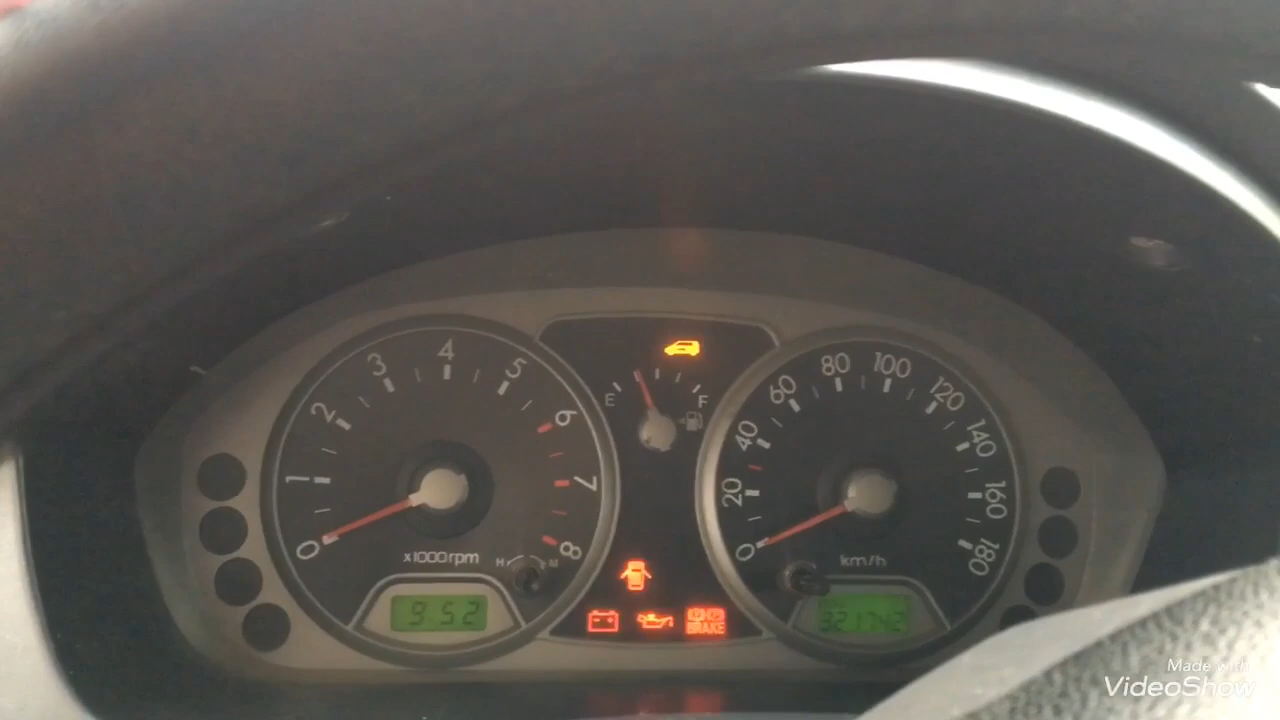 0 1 2 3 4 5 6 7 8
x1000rpm
H M
9:52
E F
BRAKE
0 20 40 60 80 100 120 140 160 180
km/h
321742
Made with
VideoShow